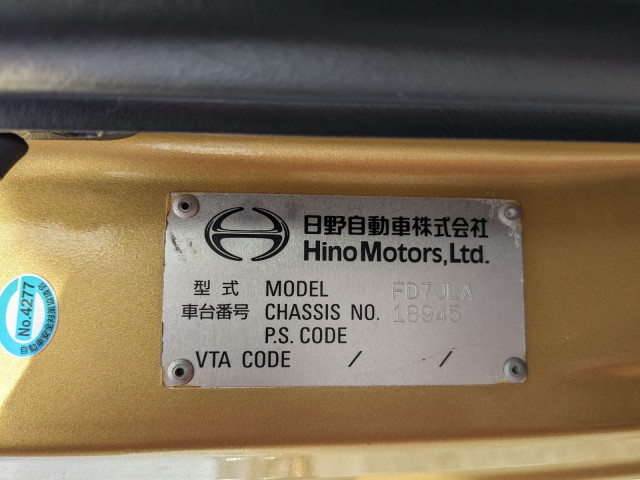 日野自動車株式会社
Hino Motors, Ltd.
型式 MODEL FD7JLA
車台番号 CHASSIS NO. 18945
P.S. CODE
VTA CODE / /
No.4277